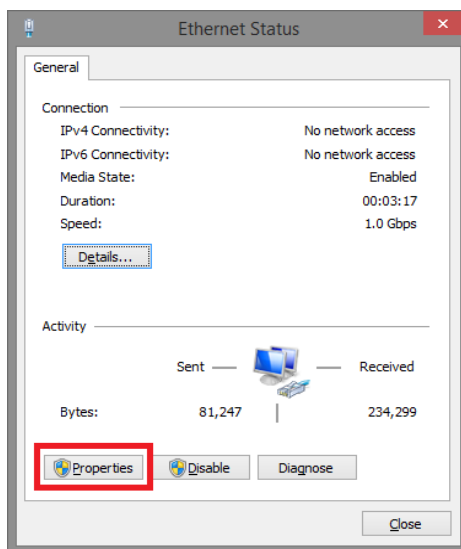 Ethernet Status
General
Connection
IPv4 Connectivity: No network access
IPv6 Connectivity: No network access
Media State: Enabled
Duration: 00:03:17
Speed: 1.0 Gbps
Details...
Activity
Sent Received
Bytes: 81,247 234,299
Properties Disable Diagnose
Close